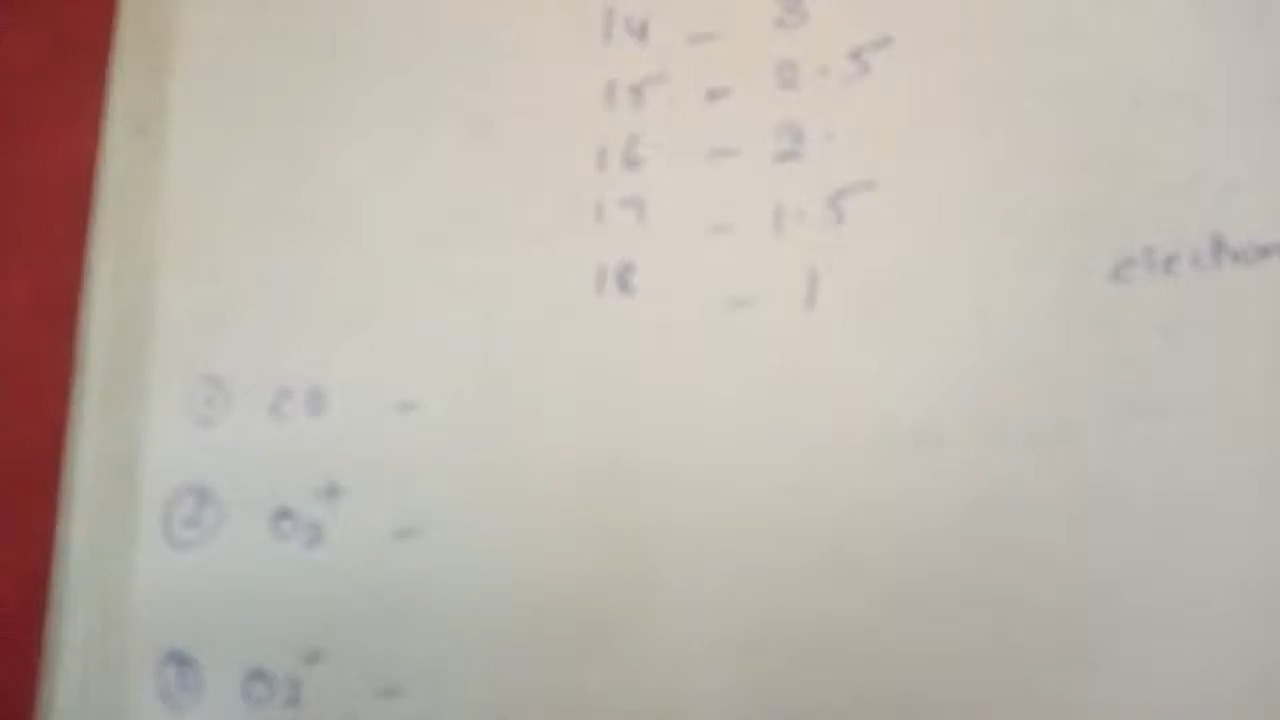 14 - 3
15 - 2.5
16 - 2
17 - 1.5
18 - 1
① CO -
② O₂⁺ -
③ O₂⁻ -